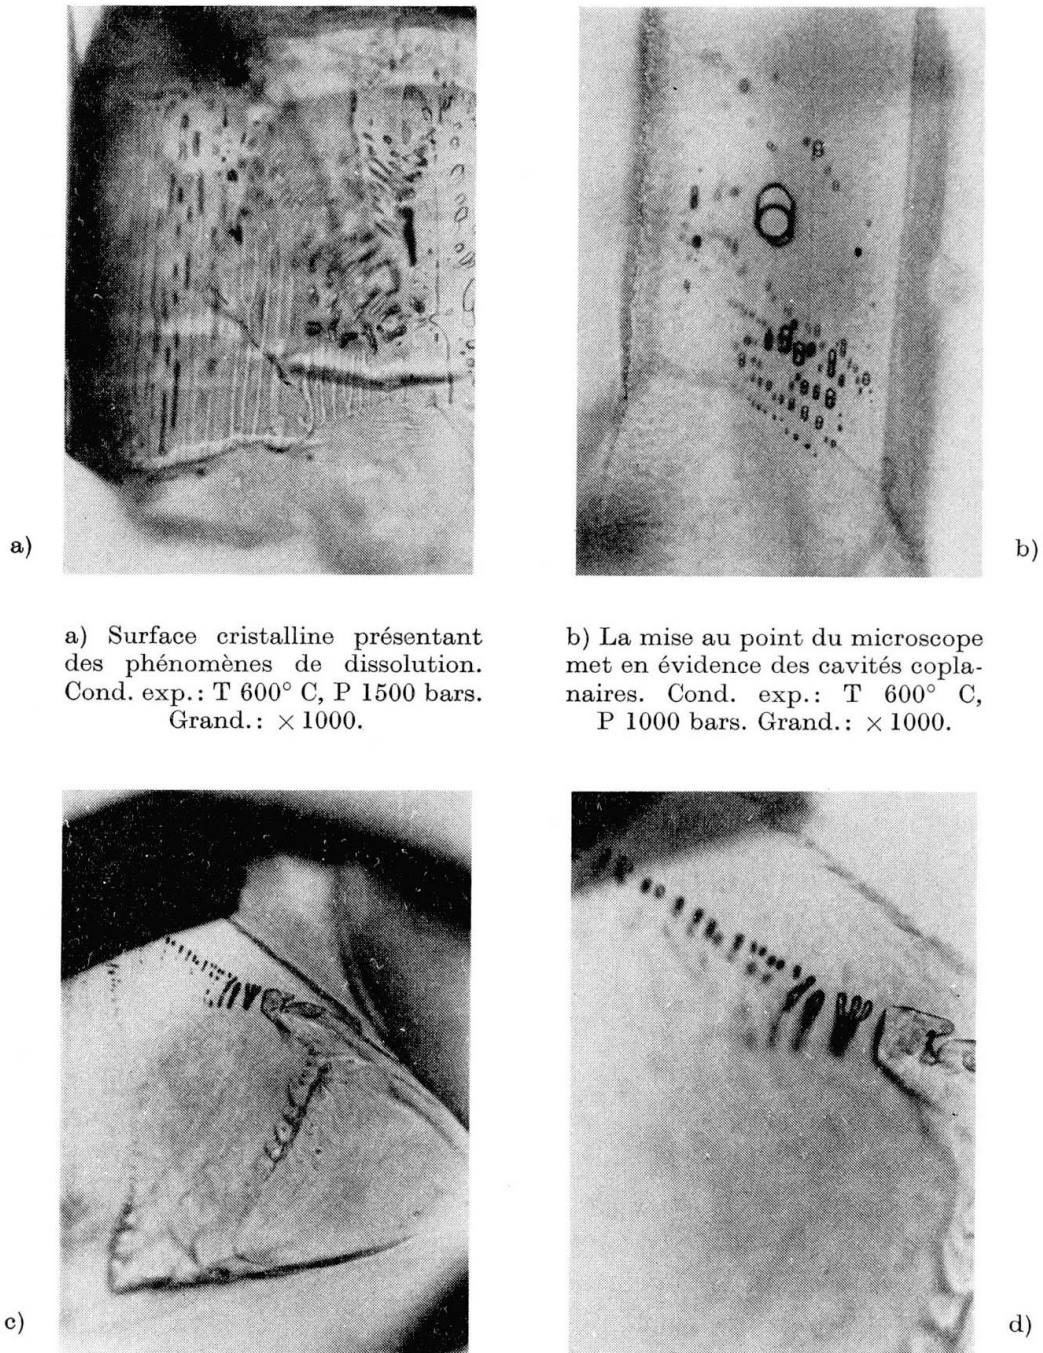 a)
b)
a) Surface cristalline présentant
des phénomènes de dissolution.
Cond. exp.: T 600° C, P 1500 bars.
Grand.: × 1000.
b) La mise au point du microscope
met en évidence des cavités copla-
naires. Cond. exp.: T 600° C,
P 1000 bars. Grand.: × 1000.
c)
d)